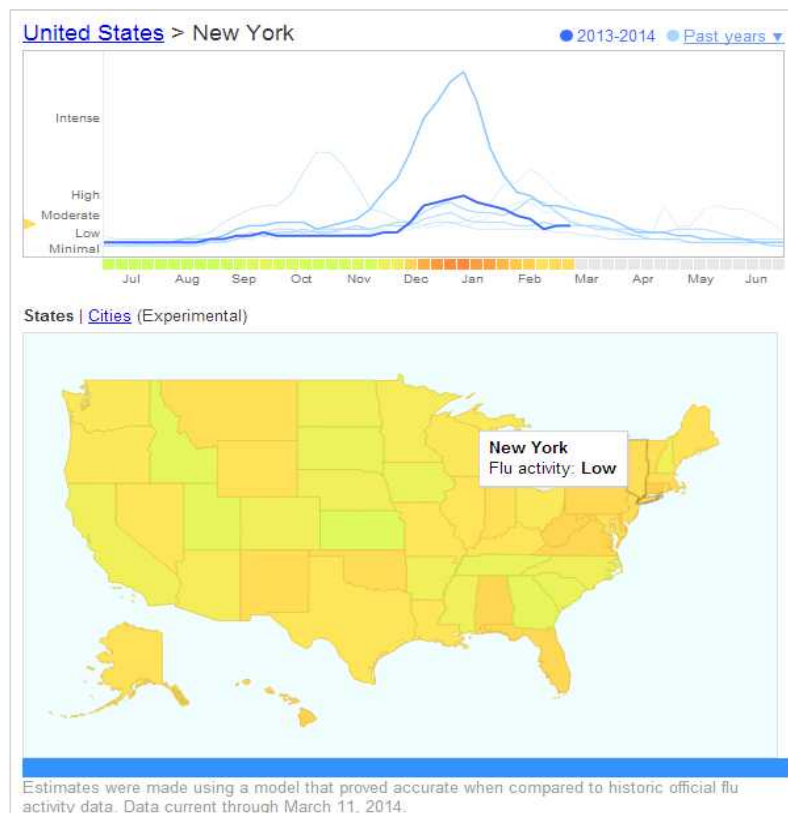 United States > New York
2013-2014 Past years ▼
Intense
High
Moderate
Low
Minimal
Jul Aug Sep Oct Nov Dec Jan Feb Mar Apr May Jun
States | Cities (Experimental)
New York
Flu activity: Low
Estimates were made using a model that proved accurate when compared to historic official flu
activity data. Data current through March 11, 2014.